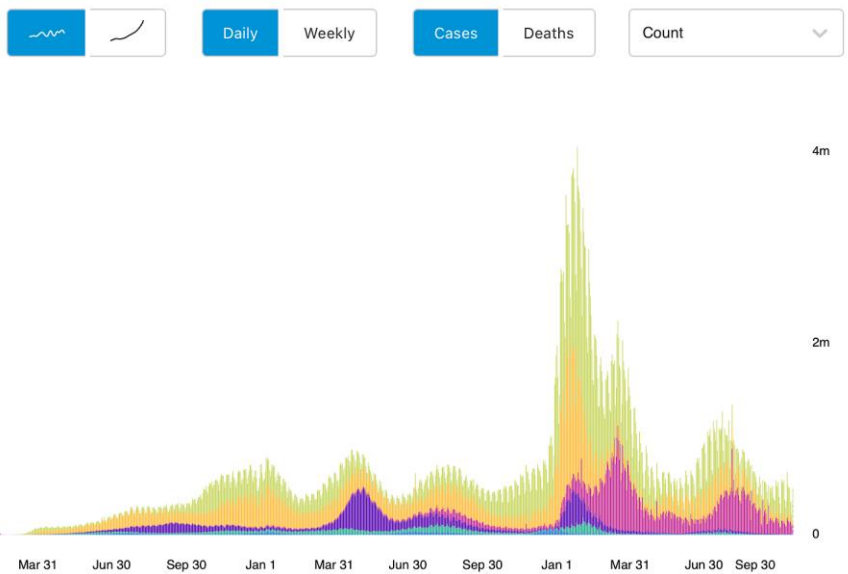 Daily Weekly Cases Deaths Count
4m
2m
0
Mar 31 Jun 30 Sep 30 Jan 1 Mar 31 Jun 30 Sep 30 Jan 1 Mar 31 Jun 30 Sep 30